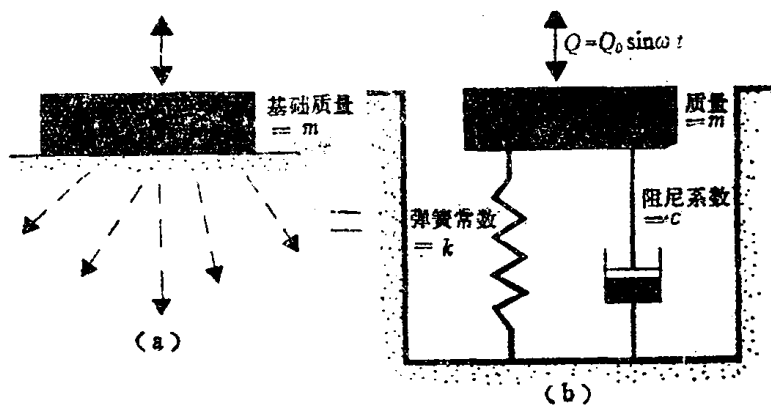 基础质量
= m
(a)
Q=Q₀ sinω t
质量
=m
弹簧常数
= k
阻尼系数
=c
(b)